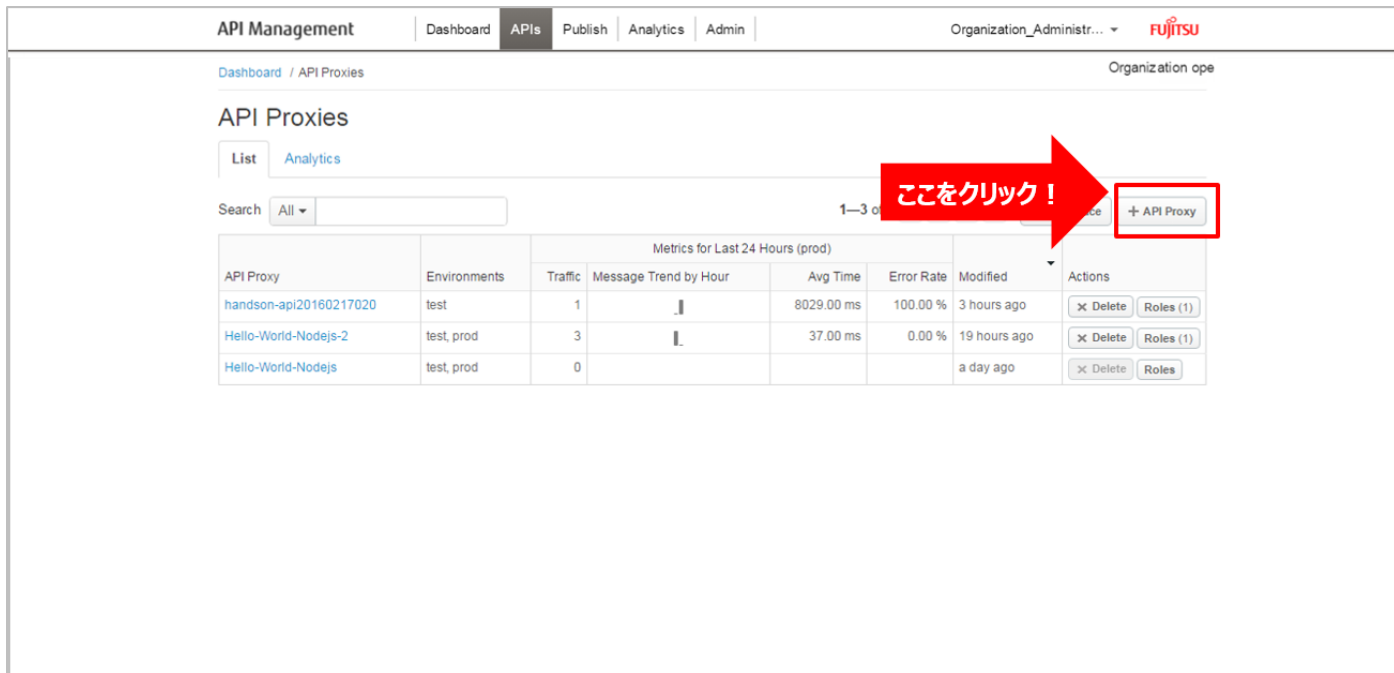 API Management Dashboard APIs Publish Analytics Admin Organization_Administr... FUJITSU
Dashboard / API Proxies Organization ope
API Proxies
List Analytics
ここをクリック！
Search All 1—3 of + API Proxy
Metrics for Last 24 Hours (prod)
API Proxy Environments Traffic Message Trend by Hour Avg Time Error Rate Modified Actions
handson-api20160217020 test 1 8029.00 ms 100.00 % 3 hours ago × Delete Roles (1)
Hello-World-Nodejs-2 test, prod 3 37.00 ms 0.00 % 19 hours ago × Delete Roles (1)
Hello-World-Nodejs test, prod 0 a day ago × Delete Roles